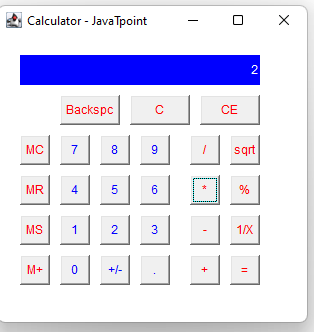 Calculator - JavaTpoint
2
Backspc C CE
MC 7 8 9 / sqrt
MR 4 5 6 * %
MS 1 2 3 - 1/X
M+ 0 +/- . + =